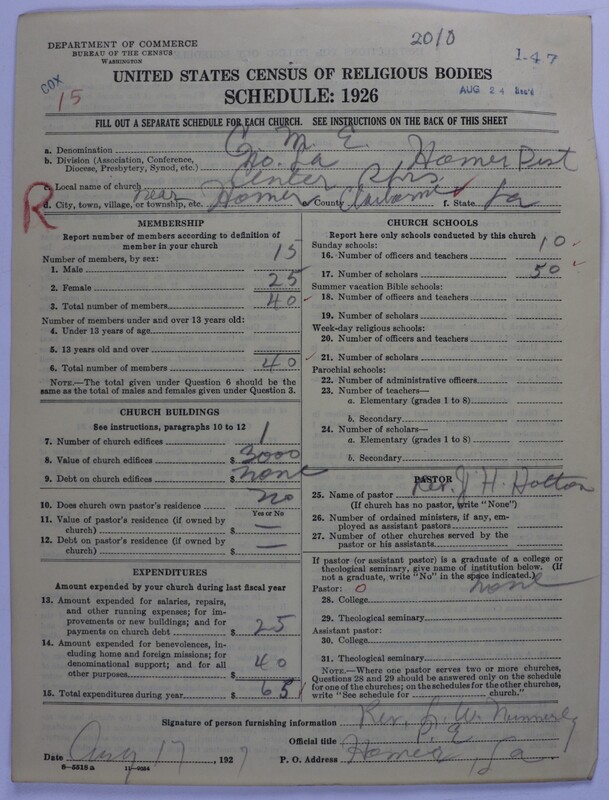 DEPARTMENT OF COMMERCE
BUREAU OF THE CENSUS
WASHINGTON
2018
1-47
COX
15
AUG 24
UNITED STATES CENSUS OF RELIGIOUS BODIES
SCHEDULE: 1926
FILL OUT A SEPARATE SCHEDULE FOR EACH CHURCH. SEE INSTRUCTIONS ON THE BACK OF THIS SHEET
a. Denomination C. M. E.
b. Division (Association, Conference, Diocese, Presbytery, Synod, etc.) No. La Homer Dist
c. Local name of church Center Sprs
R
d. City, town, village, or township, etc. near Homer e. County Claiborne f. State La
MEMBERSHIP
Report number of members according to definition of member in your church
Number of members, by sex:
1. Male 15
2. Female 25
3. Total number of members 40
Number of members under and over 13 years old:
4. Under 13 years of age
5. 13 years old and over
6. Total number of members 40
NOTE.—The total given under Question 6 should be the same as the total of males and females given under Question 3.
CHURCH BUILDINGS
See instructions, paragraphs 10 to 12
7. Number of church edifices 1
8. Value of church edifices $ 3000
9. Debt on church edifices $ none
10. Does church own pastor's residence? no
Yes or No
11. Value of pastor's residence (if owned by church) $ —
12. Debt on pastor's residence (if owned by church) $ —
EXPENDITURES
Amount expended by your church during last fiscal year
13. Amount expended for salaries, repairs, and other running expenses; for improvements or new buildings; and for payments on church debt $ 25
14. Amount expended for benevolences, including home and foreign missions; for denominational support; and for all other purposes $ 40
15. Total expenditures during year $ 65
CHURCH SCHOOLS
Report here only schools conducted by this church
Sunday schools:
16. Number of officers and teachers 10
17. Number of scholars 50
Summer vacation Bible schools:
18. Number of officers and teachers
19. Number of scholars
Week-day religious schools:
20. Number of officers and teachers
21. Number of scholars
Parochial schools:
22. Number of administrative officers
23. Number of teachers—
a. Elementary (grades 1 to 8)
b. Secondary
24. Number of scholars—
a. Elementary (grades 1 to 8)
b. Secondary
PASTOR
25. Name of pastor Rev. J H.
(If church has no pastor, write "None")
26. Number of ordained ministers, if any, employed as assistant pastors
27. Number of other churches served by the pastor or his assistants
If pastor (or assistant pastor) is a graduate of a college or theological seminary, give name of institution below. (If not a graduate, write "No" in the space indicated.)
Pastor: 0 none
28. College
29. Theological seminary
Assistant pastor:
30. College
31. Theological seminary
NOTE.—Where one pastor serves two or more churches, Questions 28 and 29 should be answered only on the schedule for one of the churches; on the schedules for the other churches, write "See schedule for church."
Signature of person furnishing information Rev. W. Nunnerly
Official title P. E.
Date Aug 17, 1927 P. O. Address Homer, La
6—5518 a 11—9064